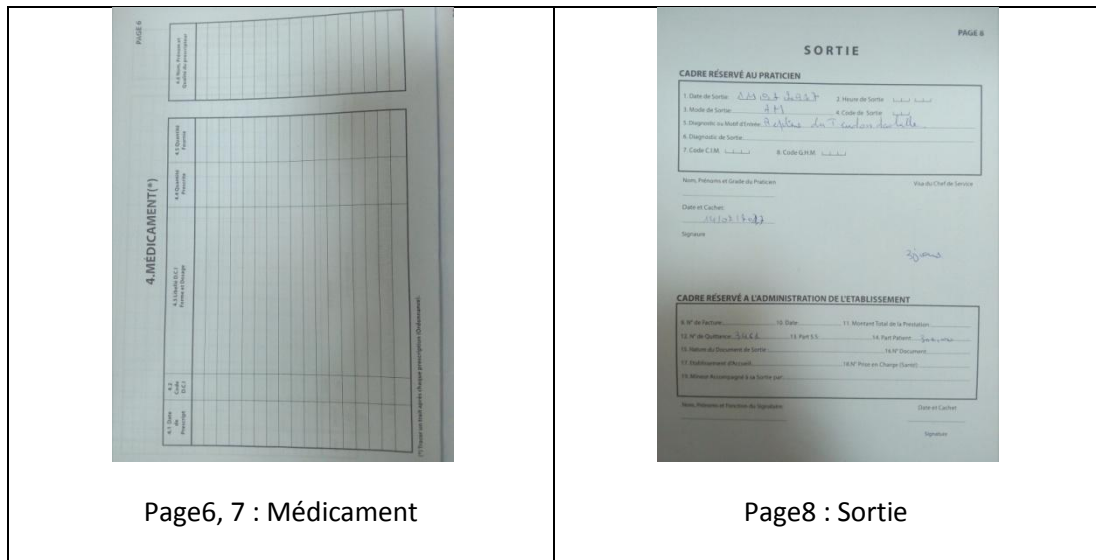 PAGE 6
4.MÉDICAMENT(*)
4.1 Date de Prescript
4.2 Code D.C.I
4.3 Libellé D.C.I Forme et Dosage
4.4 Quantité Prescrite
4.5 Quantité Fournie
4.6 Nom, Prénom et Qualité du prescripteur
(*) Tracer un trait après chaque prescription (Ordonnance)
Page6, 7 : Médicament
PAGE 8
SORTIE
CADRE RÉSERVÉ AU PRATICIEN
1. Date de Sortie: 2. Heure de Sortie
3. Mode de Sortie: 4. Code de Sortie
5. Diagnostic ou Motif d'Entrée: du Tendon
6. Diagnostic de Sortie:
7. Code C.I.M. 8. Code G.H.M.
Nom, Prénoms et Grade du Praticien Visa du Chef de Service
Date et Cachet:
Signature
3 jours
CADRE RÉSERVÉ A L'ADMINISTRATION DE L'ETABLISSEMENT
9. N° de Facture: 10. Date 11. Montant Total de la Prestation
12. N° de Quittance: 13. Part S.S 14. Part Patient:
15. Nature du Document de Sortie: 16. N° Document:
17. Etablissement d'Accueil: 18. N° Prise en Charge (Santé):
19. Mineur Accompagné à sa Sortie par:
Nom, Prénoms et Fonction du Signataire Date et Cachet
Signature
Page8 : Sortie